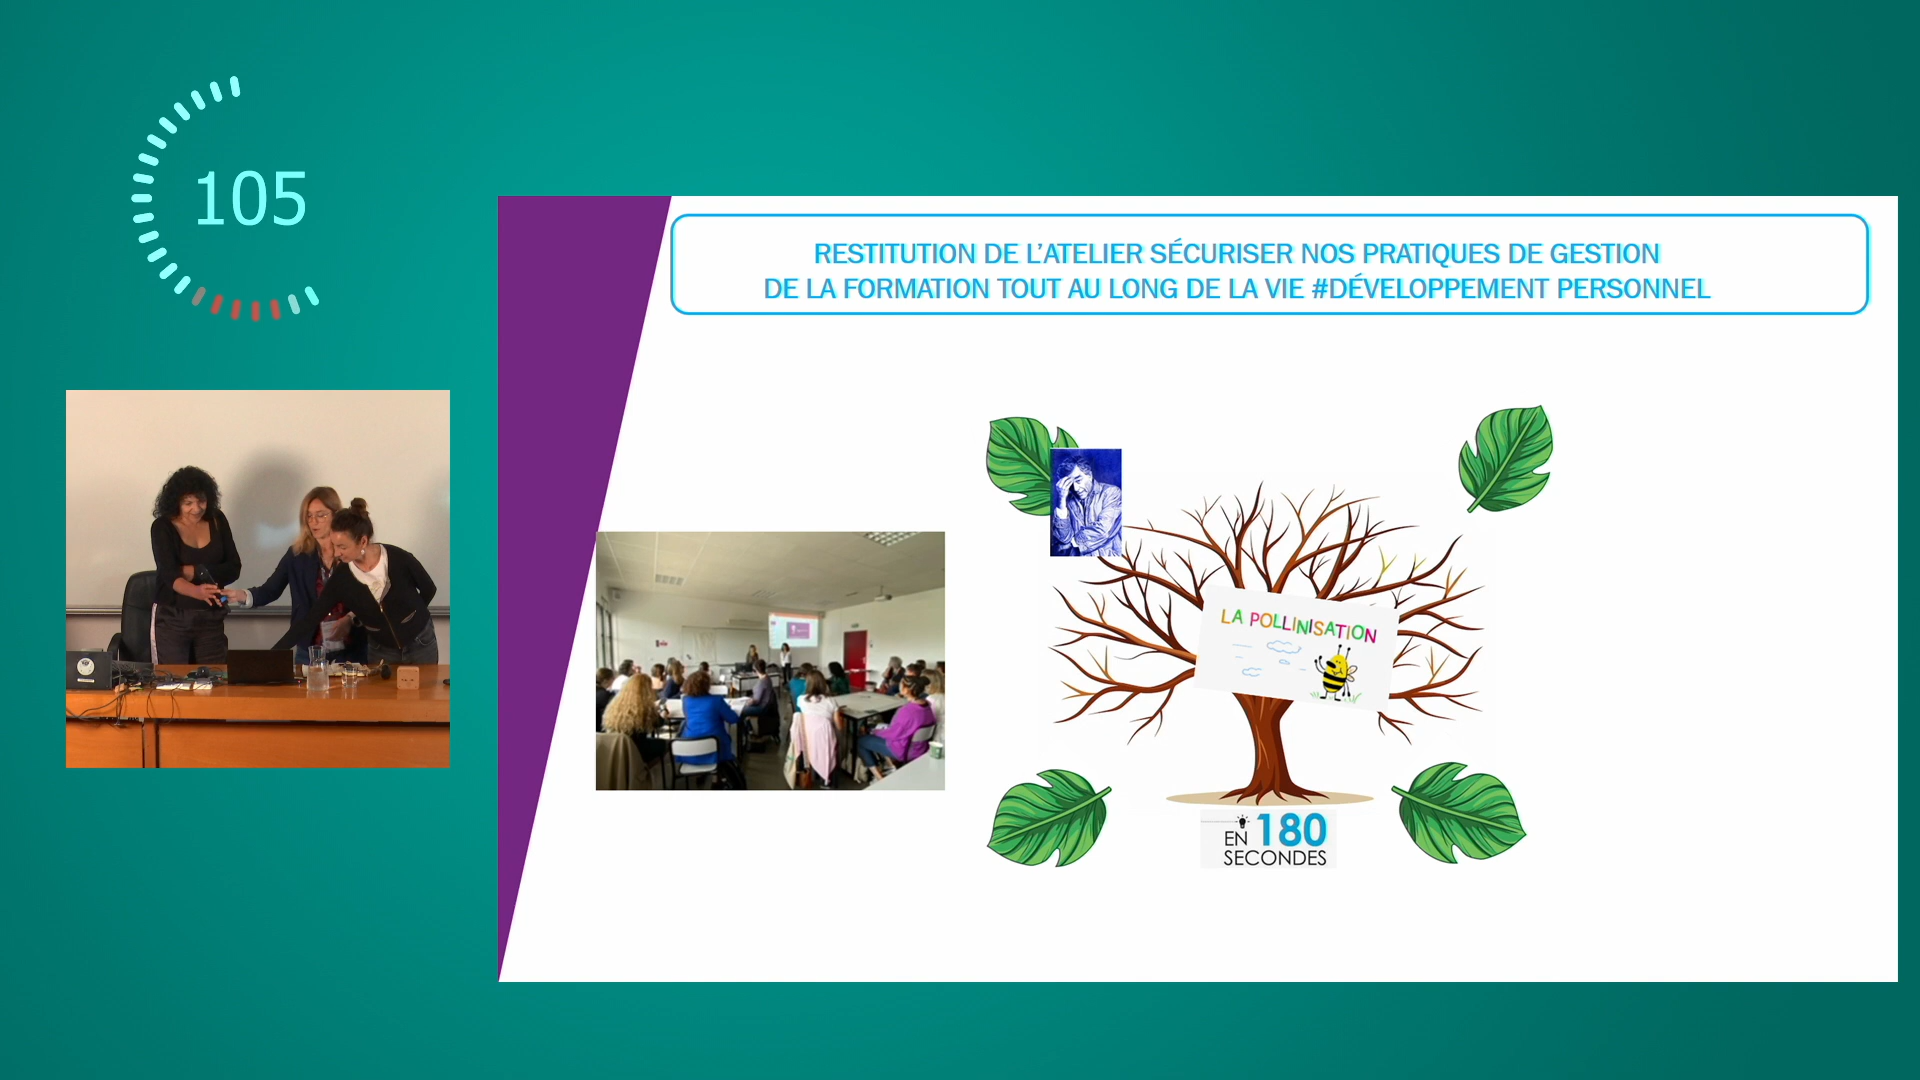 105
RESTITUTION DE L'ATELIER SÉCURISER NOS PRATIQUES DE GESTION
DE LA FORMATION TOUT AU LONG DE LA VIE #DÉVELOPPEMENT PERSONNEL
LA POLLINISATION
EN 180
SECONDES